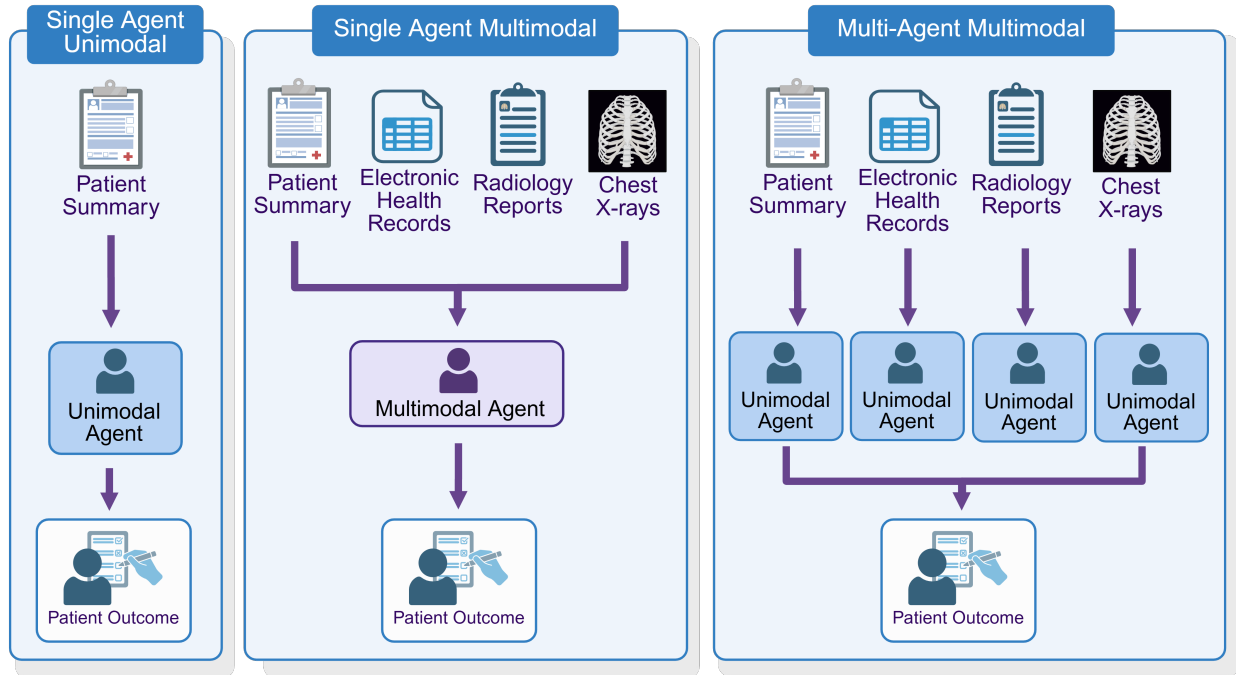 Single Agent
Unimodal
Patient
Summary
Unimodal
Agent
Patient Outcome
Single Agent Multimodal
Patient
Summary
Electronic
Health
Records
Radiology
Reports
Chest
X-rays
Multimodal Agent
Patient Outcome
Multi-Agent Multimodal
Patient
Summary
Electronic
Health
Records
Radiology
Reports
Chest
X-rays
Unimodal
Agent
Unimodal
Agent
Unimodal
Agent
Unimodal
Agent
Patient Outcome